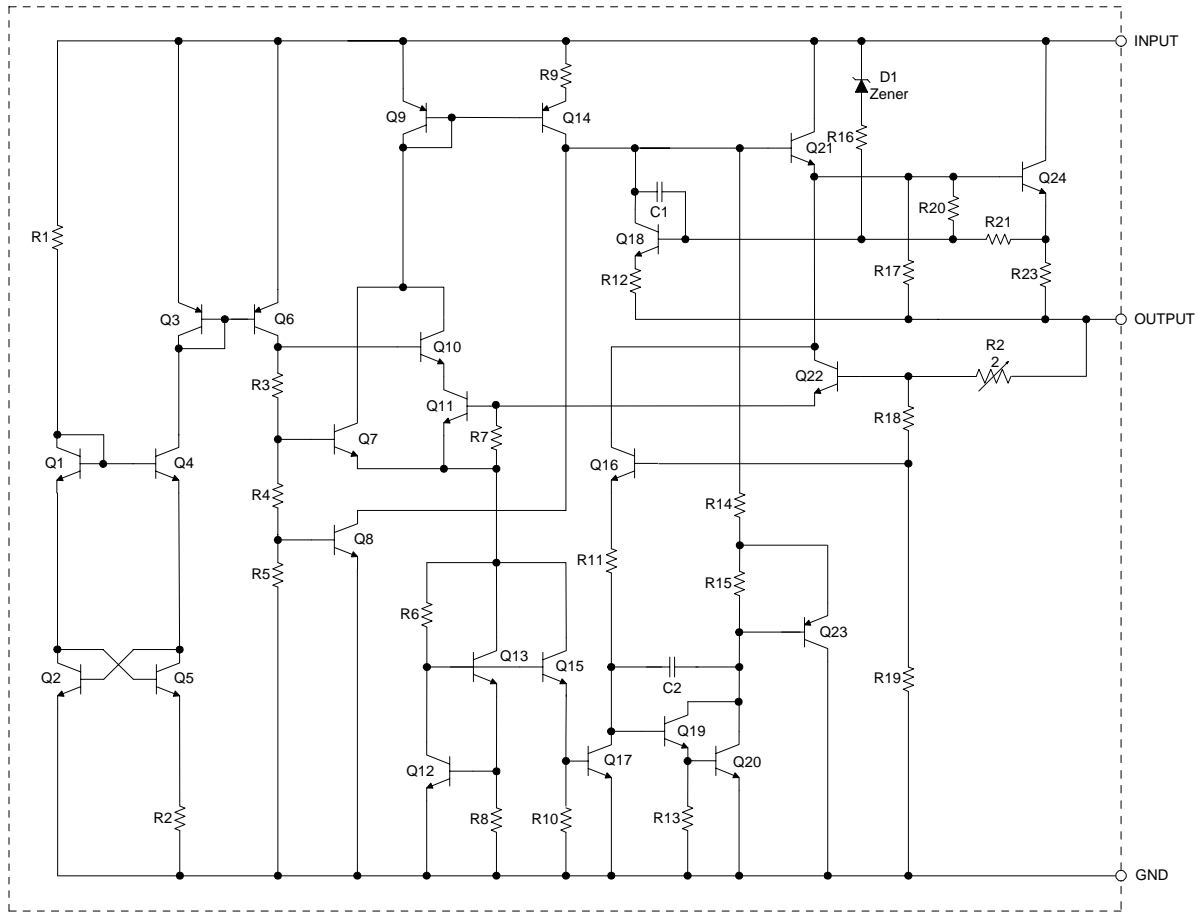 INPUT
R9
D1
Zener
Q9
Q14
Q21
R16
Q24
C1
R20
R21
R1
Q18
R12
R17
R23
Q3
Q6
OUTPUT
Q10
R2
2
R3
Q22
Q11
R7
R18
Q7
Q1
Q4
Q16
R4
R14
Q8
R11
R5
R15
R6
Q23
Q13
Q15
Q2
Q5
C2
R19
Q19
Q12
Q17
Q20
R2
R8
R10
R13
GND